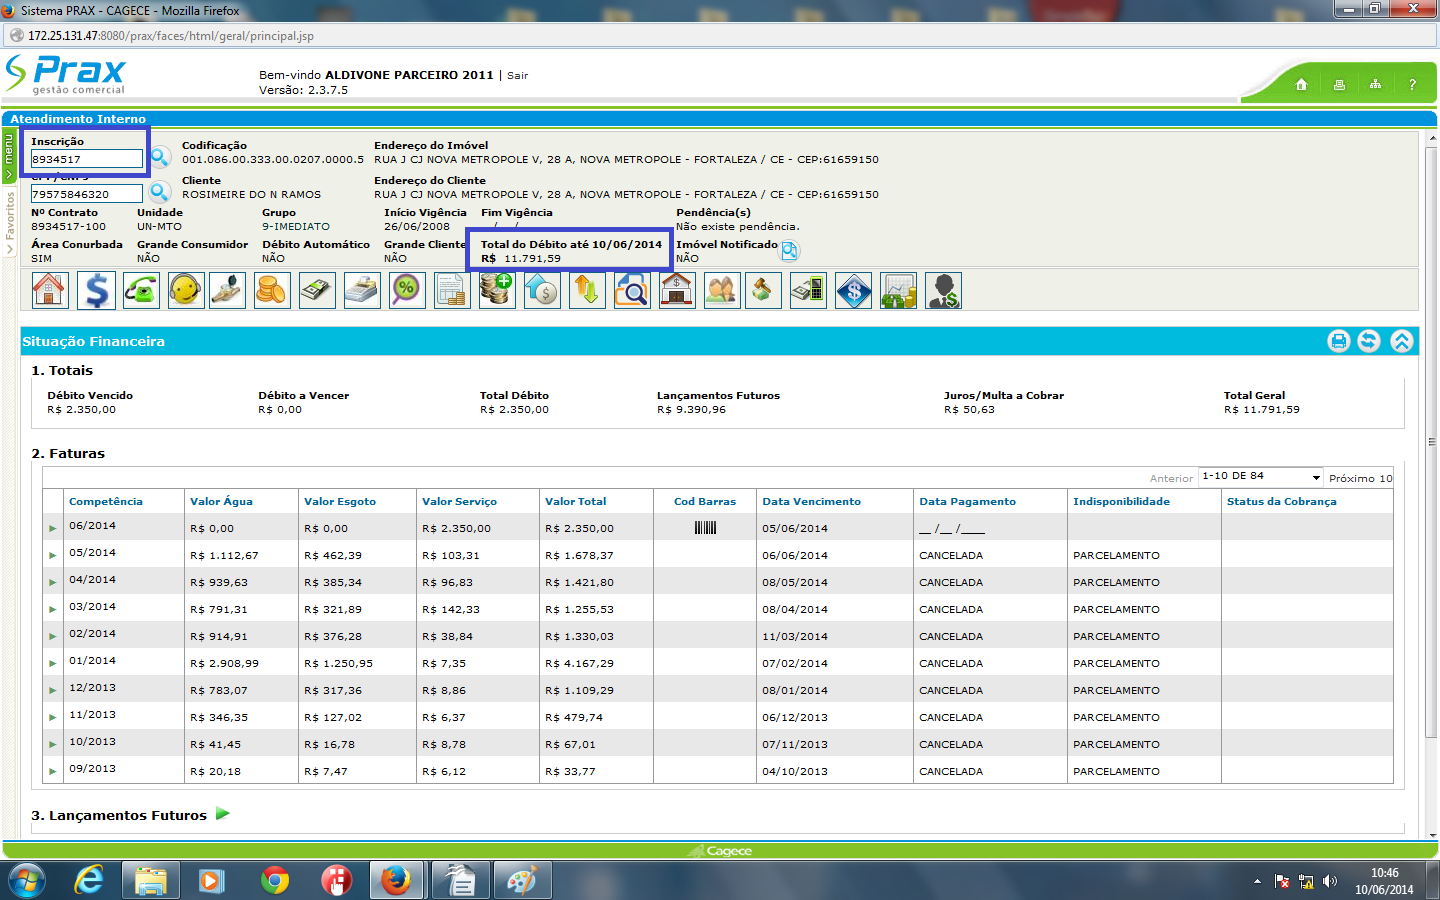 Sistema PRAX - CAGECE - Mozilla Firefox
172.25.131.47:8080/prax/faces/html/geral/principal.jsp
Prax
gestão comercial
Bem-vindo ALDIVONE PARCEIRO 2011 | Sair
Versão: 2.3.7.5
?
Atendimento Interno
menu
Favoritos
Inscrição
8934517
Codificação
001.086.00.333.00.0207.0000.5
Endereço do Imóvel
RUA J CJ NOVA METROPOLE V, 28 A, NOVA METROPOLE - FORTALEZA / CE - CEP:61659150
79575846320
Cliente
ROSIMEIRE DO N RAMOS
Endereço do Cliente
RUA J CJ NOVA METROPOLE V, 28 A, NOVA METROPOLE - FORTALEZA / CE - CEP:61659150
Nº Contrato Unidade Grupo Início Vigência Fim Vigência Pendência(s)
8934517-100 UN-MTO 9-IMEDIATO 26/06/2008 __/__/____ Não existe pendência.
Área Conurbada Grande Consumidor Débito Automático Grande Cliente Total do Débito até 10/06/2014 Imóvel Notificado
SIM NÃO NÃO NÃO R$ 11.791,59 NÃO
Situação Financeira
1. Totais
Débito Vencido Débito a Vencer Total Débito Lançamentos Futuros Juros/Multa a Cobrar Total Geral
R$ 2.350,00 R$ 0,00 R$ 2.350,00 R$ 9.390,96 R$ 50,63 R$ 11.791,59
2. Faturas
Anterior 1-10 DE 84 Próximo 10
Competência Valor Água Valor Esgoto Valor Serviço Valor Total Cod Barras Data Vencimento Data Pagamento Indisponibilidade Status da Cobrança
06/2014 R$ 0,00 R$ 0,00 R$ 2.350,00 R$ 2.350,00 05/06/2014 __/__/____
05/2014 R$ 1.112,67 R$ 462,39 R$ 103,31 R$ 1.678,37 06/06/2014 CANCELADA PARCELAMENTO
04/2014 R$ 939,63 R$ 385,34 R$ 96,83 R$ 1.421,80 08/05/2014 CANCELADA PARCELAMENTO
03/2014 R$ 791,31 R$ 321,89 R$ 142,33 R$ 1.255,53 08/04/2014 CANCELADA PARCELAMENTO
02/2014 R$ 914,91 R$ 376,28 R$ 38,84 R$ 1.330,03 11/03/2014 CANCELADA PARCELAMENTO
01/2014 R$ 2.908,99 R$ 1.250,95 R$ 7,35 R$ 4.167,29 07/02/2014 CANCELADA PARCELAMENTO
12/2013 R$ 783,07 R$ 317,36 R$ 8,86 R$ 1.109,29 08/01/2014 CANCELADA PARCELAMENTO
11/2013 R$ 346,35 R$ 127,02 R$ 6,37 R$ 479,74 06/12/2013 CANCELADA PARCELAMENTO
10/2013 R$ 41,45 R$ 16,78 R$ 8,78 R$ 67,01 07/11/2013 CANCELADA PARCELAMENTO
09/2013 R$ 20,18 R$ 7,47 R$ 6,12 R$ 33,77 04/10/2013 CANCELADA PARCELAMENTO
3. Lançamentos Futuros
Cagece
10:46
10/06/2014